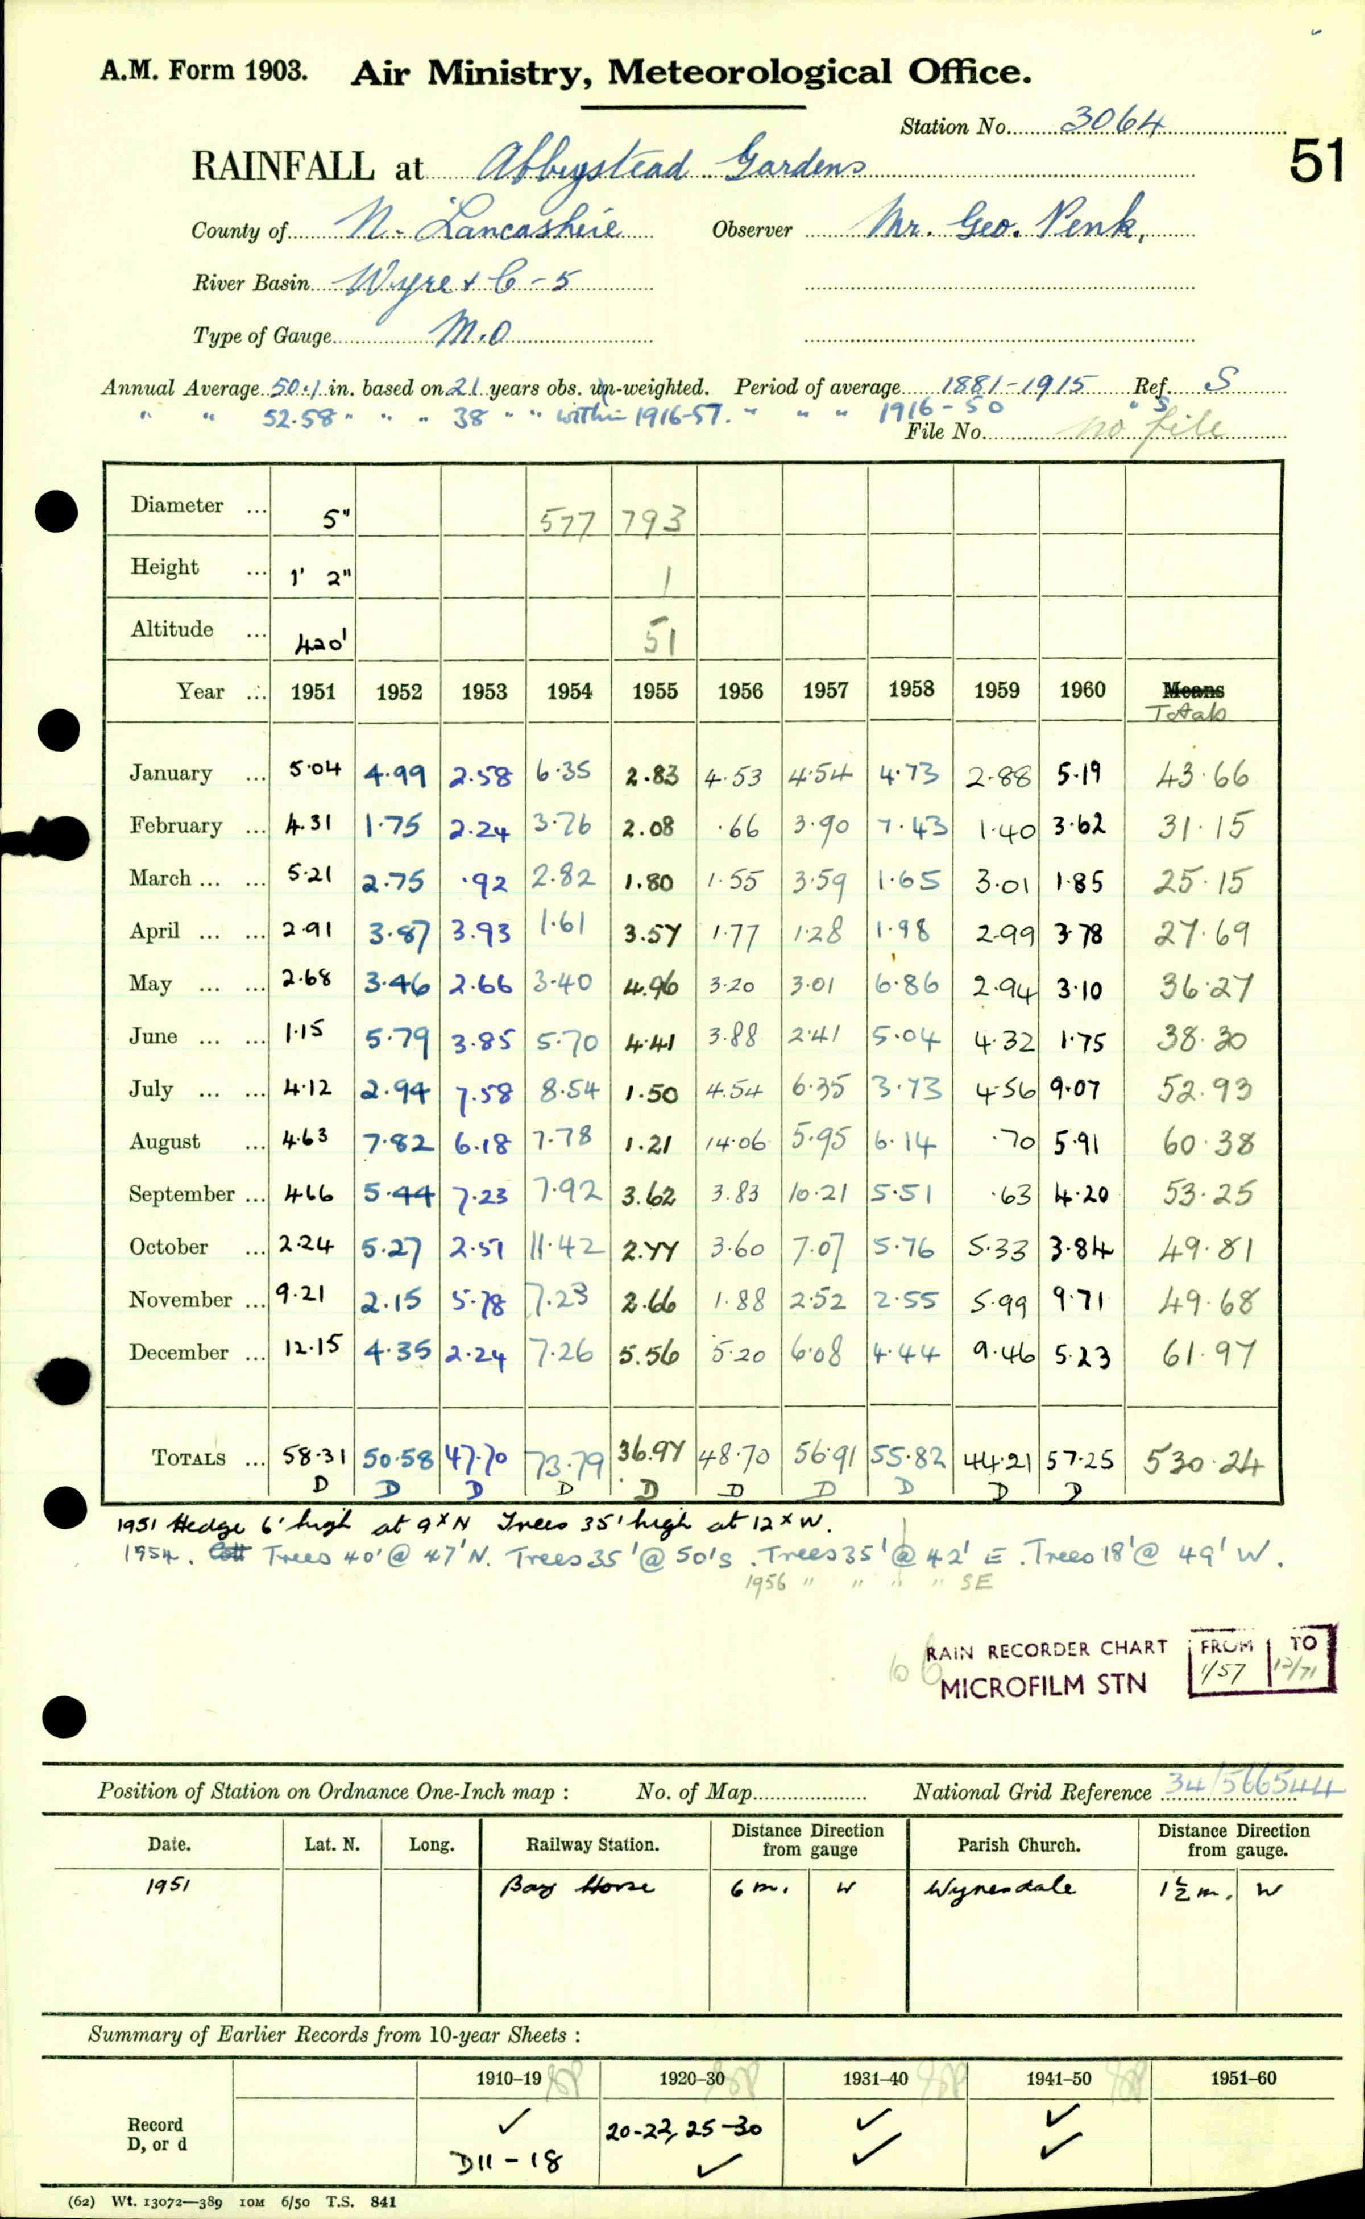 A.M. Form 1903. Air Ministry, Meteorological Office.
Station No. 3064
51
RAINFALL at Abbeystead Gardens
County of N. Lancashire Observer Mr. Geo. Penk,
River Basin Wyre & C-5
Type of Gauge M.O
Annual Average 50.1 in. based on 21 years obs. un-weighted. Period of average 1881-1915 Ref. S
" " 52.58 " " " 38 " " within 1916-57. " " " 1916-50 " S
File No. no file
Diameter ... 5" 577 793
Height ... 1' 2" 1
Altitude ... 420' 51
Year ... 1951 1952 1953 1954 1955 1956 1957 1958 1959 1960 Means
Totals
January ... 5.04 4.99 2.58 6.35 2.83 4.53 4.54 4.73 2.88 5.19 43.66
February ... 4.31 1.75 2.24 3.76 2.08 .66 3.90 7.43 1.40 3.62 31.15
March ... ... 5.21 2.75 .92 2.82 1.80 1.55 3.59 1.65 3.01 1.85 25.15
April ... ... 2.91 3.87 3.93 1.61 3.57 1.77 1.28 1.98 2.99 3.78 27.69
May ... ... 2.68 3.46 2.66 3.40 4.96 3.20 3.01 6.86 2.94 3.10 36.27
June ... ... 1.15 5.79 3.85 5.70 4.41 3.88 2.41 5.04 4.32 1.75 38.30
July ... ... 4.12 2.94 7.58 8.54 1.50 4.54 6.35 3.73 4.56 9.07 52.93
August ... 4.63 7.82 6.18 7.78 1.21 14.06 5.95 6.14 .70 5.91 60.38
September ... 4.66 5.44 7.23 7.92 3.62 3.83 10.21 5.51 .63 4.20 53.25
October ... 2.24 5.27 2.51 11.42 2.77 3.60 7.07 5.76 5.33 3.84 49.81
November ... 9.21 2.15 5.78 7.23 2.66 1.88 2.52 2.55 5.99 9.71 49.68
December ... 12.15 4.35 2.24 7.26 5.56 5.20 6.08 4.44 9.46 5.23 61.97
TOTALS ... 58.31 50.58 47.70 73.79 36.97 48.70 56.91 55.82 44.21 57.25 530.24
D D D D D D D D D D
1951 Hedge 6' high at 9x N Trees 35' high at 12x W.
1954. Trees 40' @ 47' N. Trees 35' @ 50' S. Trees 35' @ 42' E. Trees 18' @ 49' W.
1956 " " " " SE
RAIN RECORDER CHART FROM TO
MICROFILM STN 1/57 12/71
Position of Station on Ordnance One-Inch map : No. of Map National Grid Reference 34/566544
Date. Lat. N. Long. Railway Station. Distance from Direction gauge Parish Church. Distance from Direction gauge.
1951 Bay Horse 6 m. W Wyresdale 1½ m. W
Summary of Earlier Records from 10-year Sheets :
1910-19 1920-30 1931-40 1941-50 1951-60
Record ✓ 20-22, 25-30 ✓ ✓
D, or d D11-18 ✓ ✓ ✓
(62) Wt. 13072—389 10M 6/50 T.S. 841